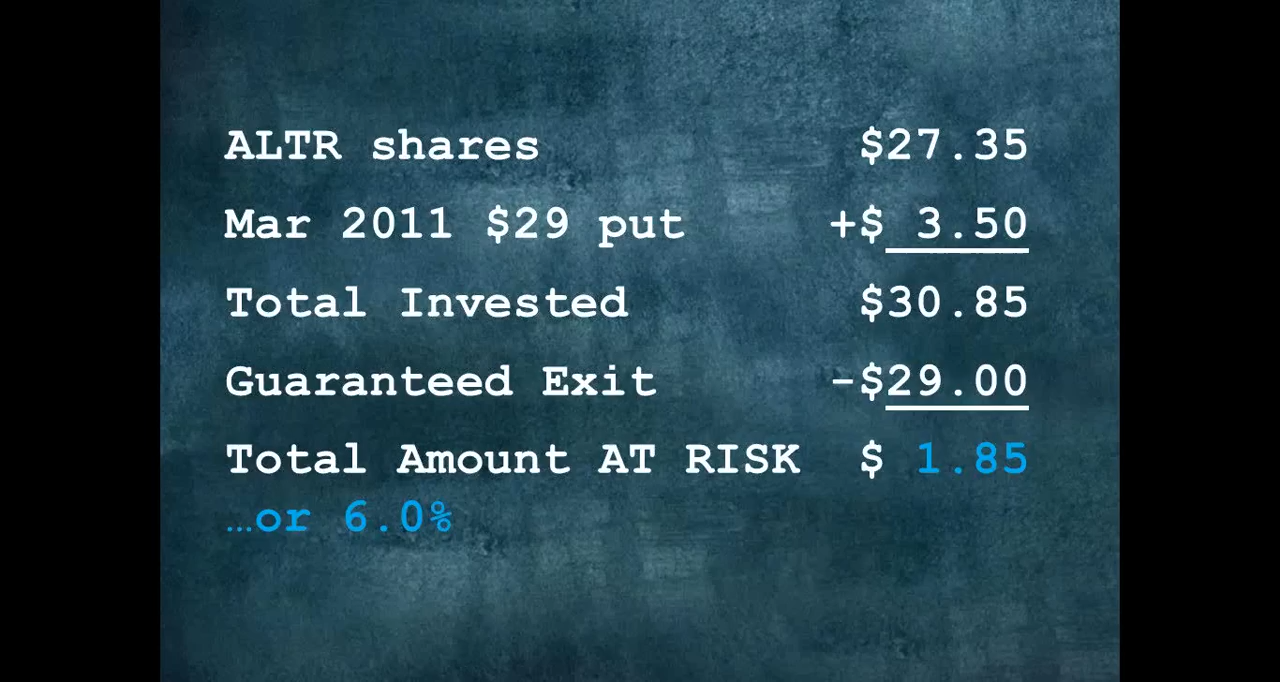 ALTR shares $27.35
Mar 2011 $29 put +$ 3.50
Total Invested $30.85
Guaranteed Exit -$29.00
Total Amount AT RISK $ 1.85
…or 6.0%